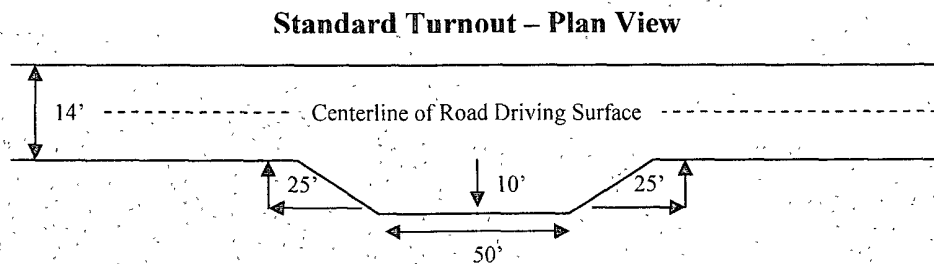 Standard Turnout – Plan View
14' Centerline of Road Driving Surface
25' 10' 25'
50'